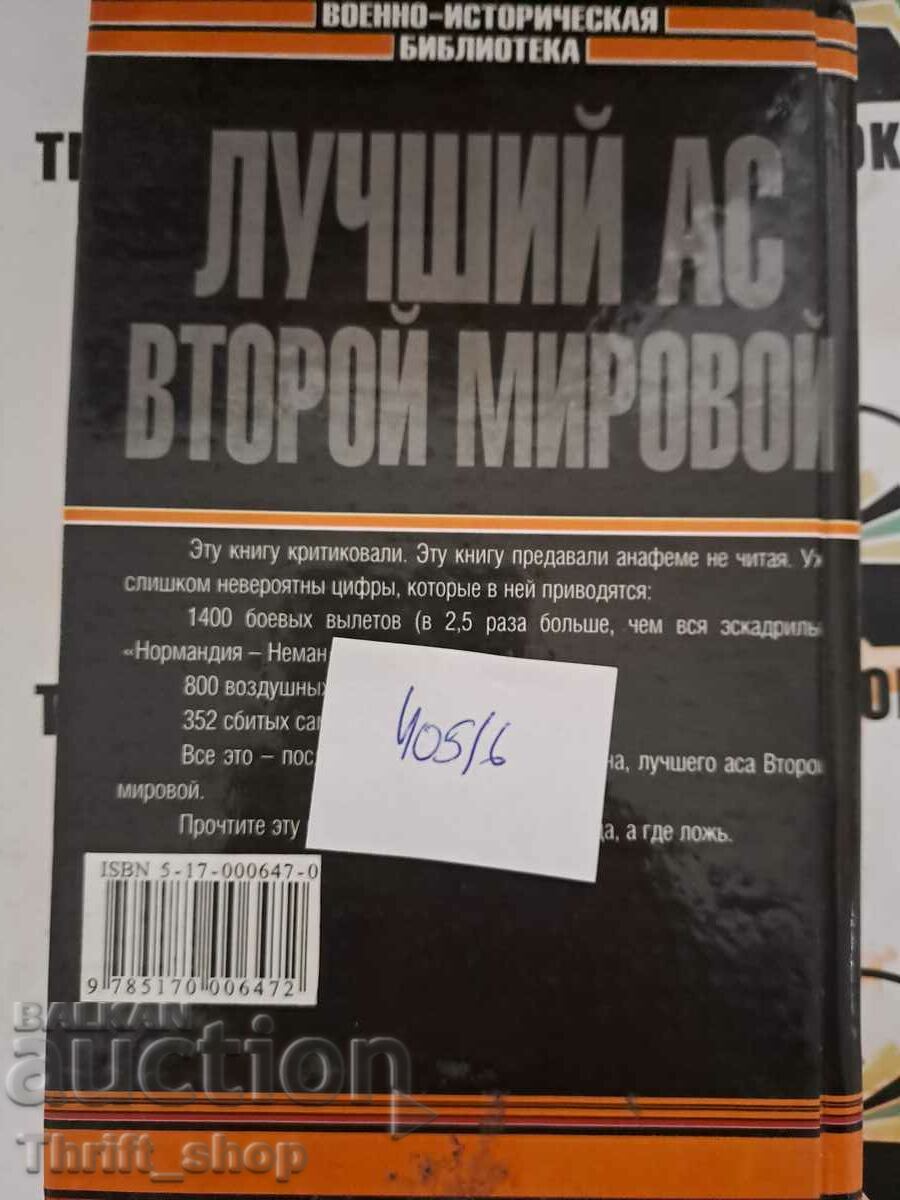 ВОЕННО-ИСТОРИЧЕСКАЯ
БИБЛИОТЕКА
ЛУЧШИЙ АС
ВТОРОЙ МИРОВОЙ
Эту книгу критиковали. Эту книгу предавали анафеме не читая. Уж
слишком невероятны цифры, которые в ней приводятся:
1400 боевых вылетов (в 2,5 раза больше, чем вся эскадриль
«Нормандия – Неман
800 воздушных
352 сбитых
Все это – лучшего аса Второй
мировой.
Прочтите эту а где ложь.
405/6
ISBN 5-17-000647-0
9 785170 006472
BALKAN
auction
Thrift_shop